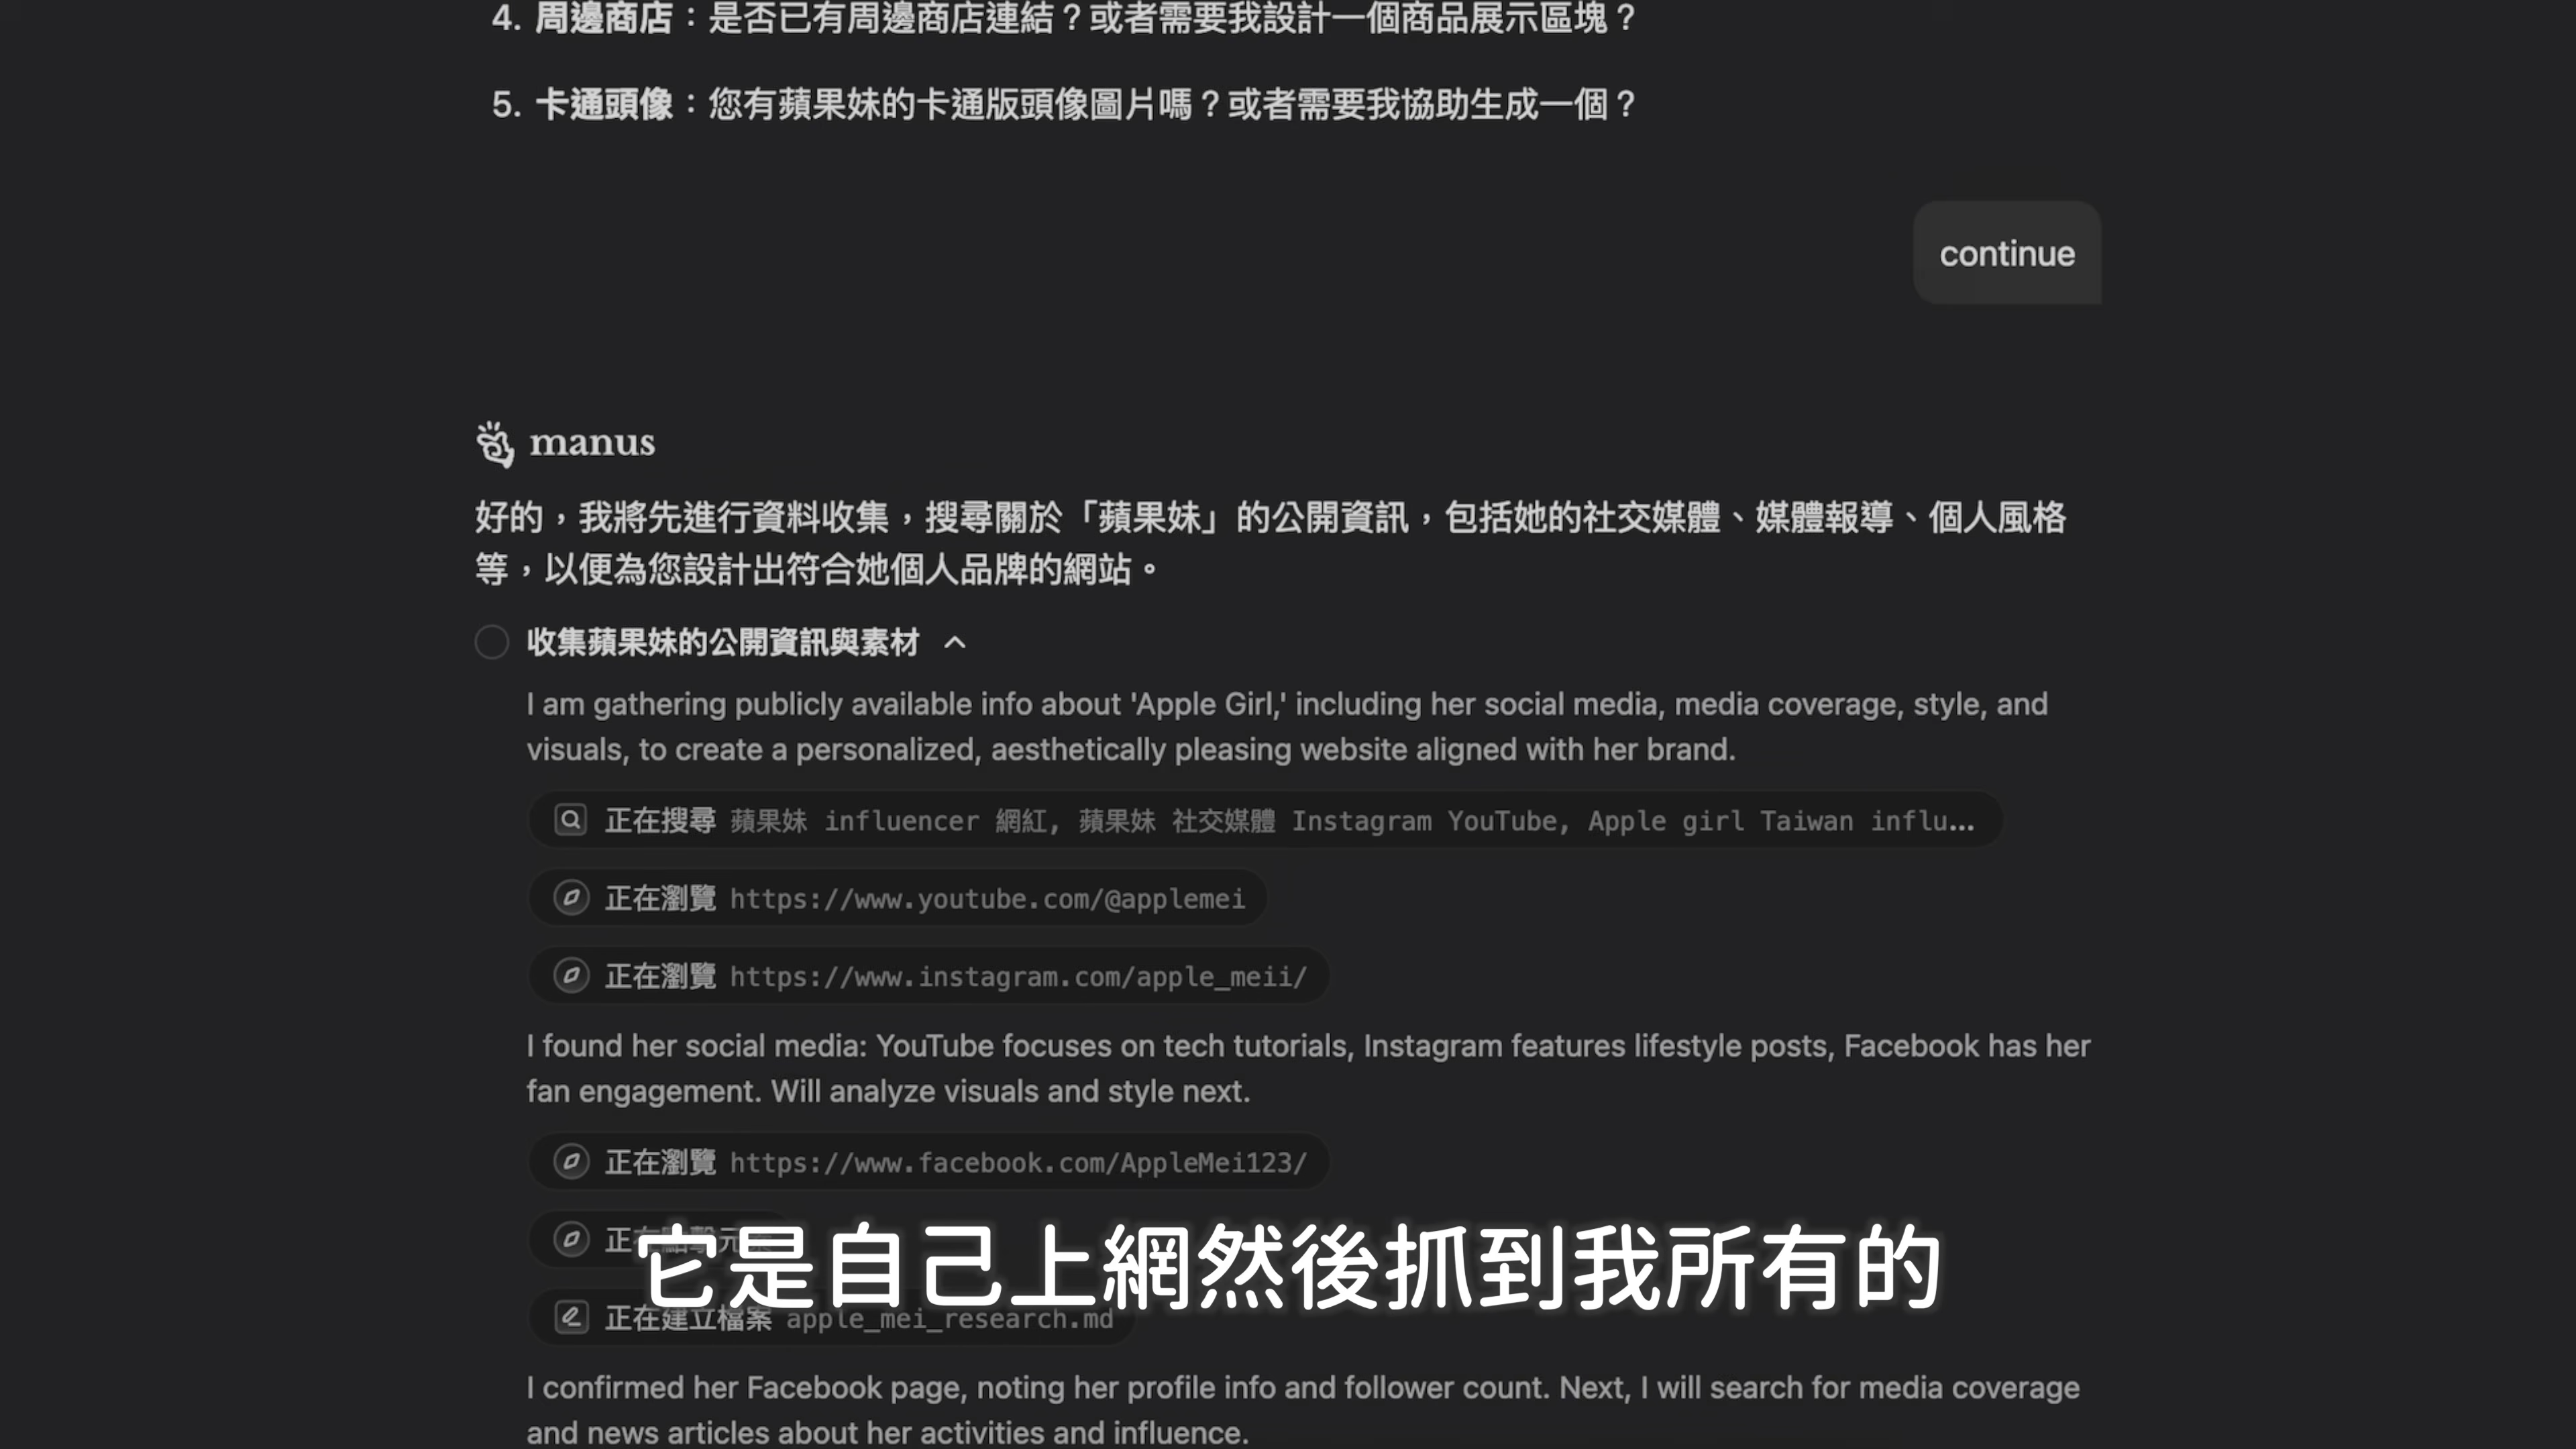 4. 周邊商店：是否已有周邊商店連結？或者需要我設計一個商品展示區塊？
5. 卡通頭像：您有蘋果妹的卡通版頭像圖片嗎？或者需要我協助生成一個？
continue
manus
好的，我將先進行資料收集，搜尋關於「蘋果妹」的公開資訊，包括她的社交媒體、媒體報導、個人風格
等，以便為您設計出符合她個人品牌的網站。
收集蘋果妹的公開資訊與素材
I am gathering publicly available info about 'Apple Girl,' including her social media, media coverage, style, and
visuals, to create a personalized, aesthetically pleasing website aligned with her brand.
正在搜尋 蘋果妹 influencer 網紅, 蘋果妹 社交媒體 Instagram YouTube, Apple girl Taiwan influ...
正在瀏覽 https://www.youtube.com/@applemei
正在瀏覽 https://www.instagram.com/apple_meii/
I found her social media: YouTube focuses on tech tutorials, Instagram features lifestyle posts, Facebook has her
fan engagement. Will analyze visuals and style next.
正在瀏覽 https://www.facebook.com/AppleMei123/
正在點擊元素
它是自己上網然後抓到我所有的
正在建立檔案 apple_mei_research.md
I confirmed her Facebook page, noting her profile info and follower count. Next, I will search for media coverage
and news articles about her activities and influence.